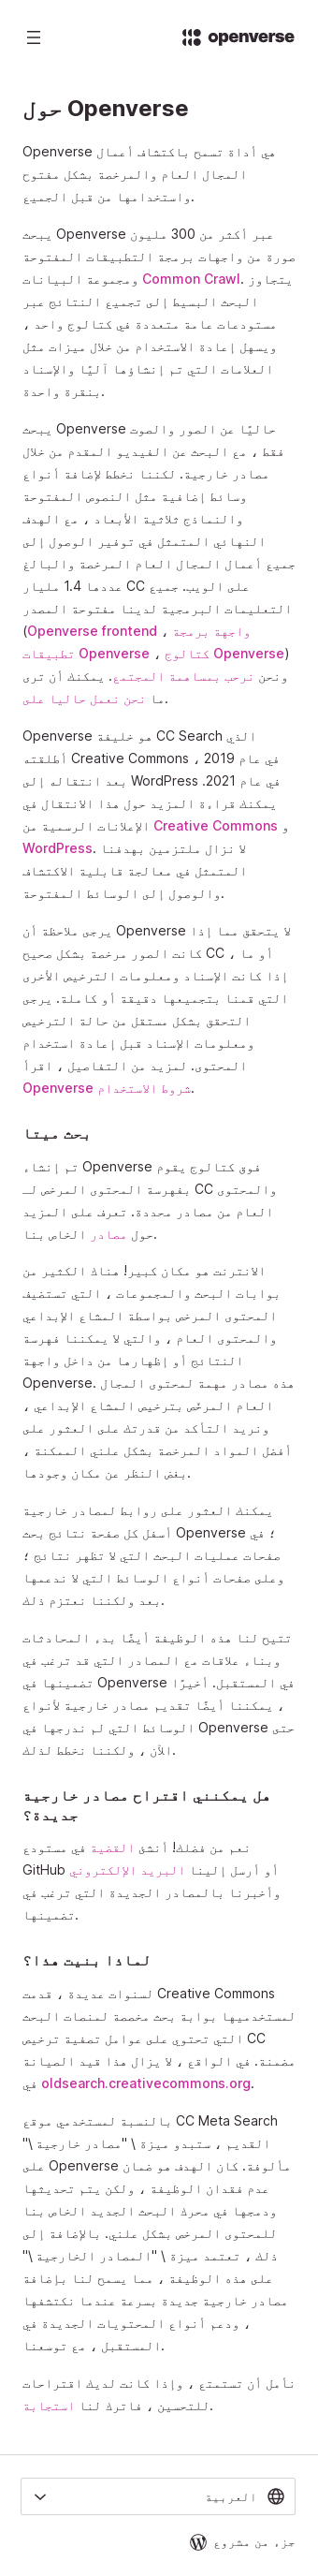 openverse
حول Openverse
Openverse هي أداة تسمح باكتشاف أعمال
المجال العام والمرخصة بشكل مفتوح
واستخدامها من قبل الجميع.
يبحث Openverse عبر أكثر من 300 مليون
صورة من واجهات برمجة التطبيقات المفتوحة
ومجموعة البيانات Common Crawl. يتجاوز
البحث البسيط إلى تجميع النتائج عبر
مستودعات عامة متعددة في كتالوج واحد ،
ويسهل إعادة الاستخدام من خلال ميزات مثل
العلامات التي تم إنشاؤها آليًا والإسناد
بنقرة واحدة.
يبحث Openverse حاليًا عن الصور والصوت
فقط ، مع البحث عن الفيديو المقدم من خلال
مصادر خارجية. لكننا نخطط لإضافة أنواع
وسائط إضافية مثل النصوص المفتوحة
والنماذج ثلاثية الأبعاد ، مع الهدف
النهائي المتمثل في توفير الوصول إلى
جميع أعمال المجال العام المرخصة والبالغ
عددها 1.4 مليار CC على الويب. جميع
التعليمات البرمجية لدينا مفتوحة المصدر
(Openverse frontend ، واجهة برمجة
تطبيقات Openverse ، كتالوج Openverse)
ونحن نرحب بمساهمة المجتمع. يمكنك أن ترى
ما نحن نعمل حاليا على.
Openverse هو خليفة CC Search الذي
أطلقته Creative Commons في عام 2019 ،
بعد انتقاله إلى WordPress في عام 2021.
يمكنك قراءة المزيد حول هذا الانتقال في
الإعلانات الرسمية من Creative Commons و
WordPress. لا نزال ملتزمين بهدفنا
المتمثل في معالجة قابلية الاكتشاف
والوصول إلى الوسائط المفتوحة.
يرجى ملاحظة أن Openverse لا يتحقق مما إذا
كانت الصور مرخصة بشكل صحيح CC ، أو ما
إذا كانت الإسناد ومعلومات الترخيص الأخرى
التي قمنا بتجميعها دقيقة أو كاملة. يرجى
التحقق بشكل مستقل من حالة الترخيص
ومعلومات الإسناد قبل إعادة استخدام
المحتوى. لمزيد من التفاصيل ، اقرأ
Openverse شروط الاستخدام.
بحث ميتا
تم إنشاء Openverse فوق كتالوج يقوم
بفهرسة المحتوى المرخص لـ CC والمحتوى
العام من مصادر محددة. تعرف على المزيد
حول مصادر الخاص بنا.
الانترنت هو مكان كبير! هناك الكثير من
بوابات البحث والمجموعات ، التي تستضيف
المحتوى المرخص بواسطة المشاع الإبداعي
والمحتوى العام ، والتي لا يمكننا فهرسة
النتائج أو إظهارها من داخل واجهة
Openverse. هذه مصادر مهمة لمحتوى المجال
العام المرخّص بترخيص المشاع الإبداعي ،
ونريد التأكد من قدرتك على العثور على
أفضل المواد المرخصة بشكل علني الممكنة ،
بغض النظر عن مكان وجودها.
يمكنك العثور على روابط لمصادر خارجية
أسفل كل صفحة نتائج بحث Openverse ؛ في
صفحات عمليات البحث التي لا تظهر نتائج ؛
وعلى صفحات أنواع الوسائط التي لا ندعمها
بعد ولكننا نعتزم ذلك.
تتيح لنا هذه الوظيفة أيضًا بدء المحادثات
وبناء علاقات مع المصادر التي قد ترغب في
تضمينها في Openverse في المستقبل. أخيرًا
، يمكننا أيضًا تقديم مصادر خارجية لأنواع
الوسائط التي لم ندرجها في Openverse حتى
الآن ، ولكننا نخطط لذلك.
هل يمكنني اقتراح مصادر خارجية
جديدة؟
نعم من فضلك! أنشئ القضية في مستودع
GitHub أو أرسل إلينا البريد الإلكتروني
وأخبرنا بالمصادر الجديدة التي ترغب في
تضمينها.
لماذا بنيت هذا؟
لسنوات عديدة ، قدمت Creative Commons
لمستخدميها بوابة بحث مخصصة لمنصات البحث
التي تحتوي على عوامل تصفية ترخيص CC
مضمنة. في الواقع ، لا يزال هذا قيد الصيانة
في oldsearch.creativecommons.org.
بالنسبة لمستخدمي موقع CC Meta Search
القديم ، ستبدو ميزة \ "مصادر خارجية \"
على Openverse مألوفة. كان الهدف هو ضمان
عدم فقدان الوظيفة ، ولكن يتم تحديثها
ودمجها في محرك البحث الجديد الخاص بنا
للمحتوى المرخص بشكل علني. بالإضافة إلى
ذلك ، تعتمد ميزة \ "المصادر الخارجية \"
على هذه الوظيفة ، مما يسمح لنا بإضافة
مصادر خارجية جديدة بسرعة عندما نكتشفها
، ودعم أنواع المحتويات الجديدة في
المستقبل ، مع توسعنا.
نأمل أن تستمتع ، وإذا كانت لديك اقتراحات
للتحسين ، فاترك لنا استجابة.
العربية
جزء من مشروع